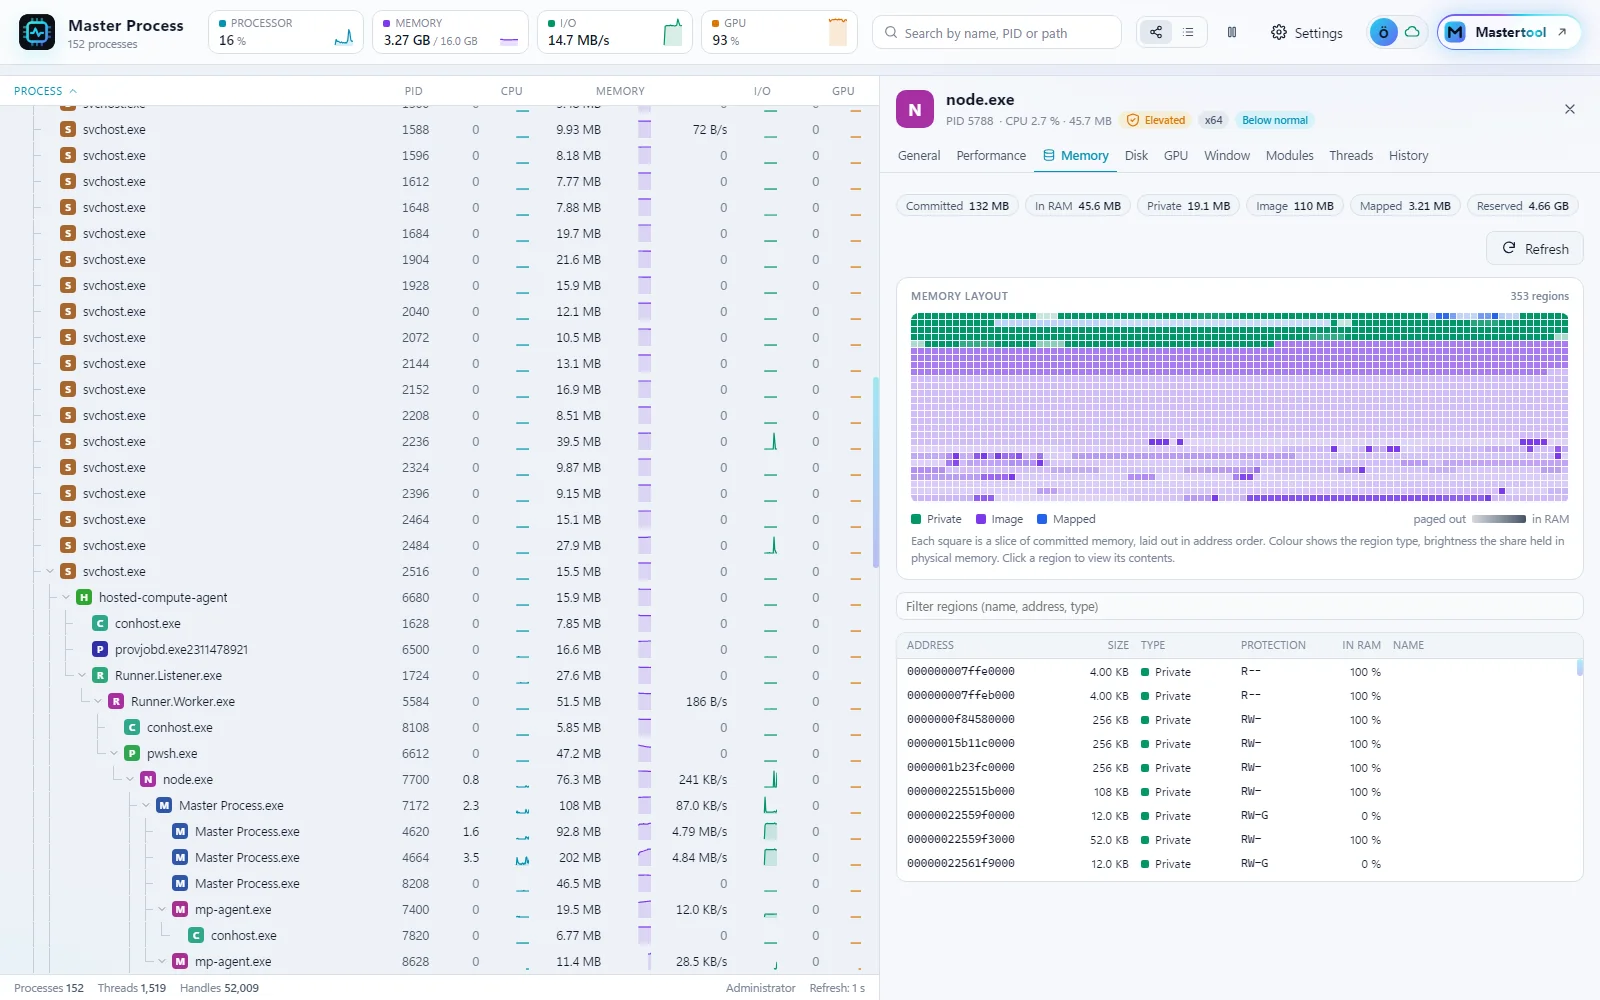 Master Process
152 processes
PROCESSOR
16 %
MEMORY
3.27 GB / 16.0 GB
I/O
14.7 MB/s
GPU
93 %
Search by name, PID or path
Settings
ö
M Mastertool
PROCESS PID CPU MEMORY I/O GPU
S svchost.exe 1588 0 9.93 MB 72 B/s 0
S svchost.exe 1596 0 8.18 MB 0 0
S svchost.exe 1612 0 7.77 MB 0 0
S svchost.exe 1648 0 7.88 MB 0 0
S svchost.exe 1684 0 19.7 MB 0 0
S svchost.exe 1904 0 21.6 MB 0 0
S svchost.exe 1928 0 15.9 MB 0 0
S svchost.exe 2040 0 12.1 MB 0 0
S svchost.exe 2072 0 10.5 MB 0 0
S svchost.exe 2144 0 13.1 MB 0 0
S svchost.exe 2152 0 16.9 MB 0 0
S svchost.exe 2208 0 8.51 MB 0 0
S svchost.exe 2236 0 39.5 MB 0 0
S svchost.exe 2324 0 9.87 MB 0 0
S svchost.exe 2396 0 9.15 MB 0 0
S svchost.exe 2464 0 15.1 MB 0 0
S svchost.exe 2484 0 27.9 MB 0 0
S svchost.exe 2516 0 15.5 MB 0 0
H hosted-compute-agent 6680 0 15.9 MB 0 0
C conhost.exe 1628 0 7.85 MB 0 0
P provjobd.exe2311478921 6500 0 16.6 MB 0 0
R Runner.Listener.exe 1724 0 27.6 MB 0 0
R Runner.Worker.exe 5584 0 51.5 MB 186 B/s 0
C conhost.exe 8108 0 5.85 MB 0 0
P pwsh.exe 6612 0 47.2 MB 0 0
N node.exe 7700 0.8 76.3 MB 241 KB/s 0
M Master Process.exe 7172 2.3 108 MB 87.0 KB/s 0
M Master Process.exe 4620 1.6 92.8 MB 4.79 MB/s 0
M Master Process.exe 4664 3.5 202 MB 4.84 MB/s 0
M Master Process.exe 8208 0 46.5 MB 0 0
M mp-agent.exe 7400 0 19.5 MB 12.0 KB/s 0
C conhost.exe 7820 0 6.77 MB 0 0
M mp-agent.exe 8628 0 11.4 MB 28.5 KB/s 0
Processes 152 Threads 1,519 Handles 52,009
Administrator Refresh: 1 s
N
node.exe
PID 5788 · CPU 2.7 % · 45.7 MB Elevated x64 Below normal
General Performance Memory Disk GPU Window Modules Threads History
Committed 132 MB In RAM 45.6 MB Private 19.1 MB Image 110 MB Mapped 3.21 MB Reserved 4.66 GB
Refresh
MEMORY LAYOUT 353 regions
Private Image Mapped paged out in RAM
Each square is a slice of committed memory, laid out in address order. Colour shows the region type, brightness the share held in
physical memory. Click a region to view its contents.
Filter regions (name, address, type)
ADDRESS SIZE TYPE PROTECTION IN RAM NAME
000000007ffe0000 4.00 KB Private R-- 100 %
000000007ffeb000 4.00 KB Private R-- 100 %
0000000f84580000 256 KB Private RW- 100 %
00000015b11c0000 256 KB Private RW- 100 %
0000001b23fc0000 256 KB Private RW- 100 %
000000225515b000 108 KB Private RW- 100 %
00000022559f0000 12.0 KB Private RW-G 0 %
00000022559f3000 52.0 KB Private RW- 100 %
00000022561f9000 12.0 KB Private RW-G 0 %